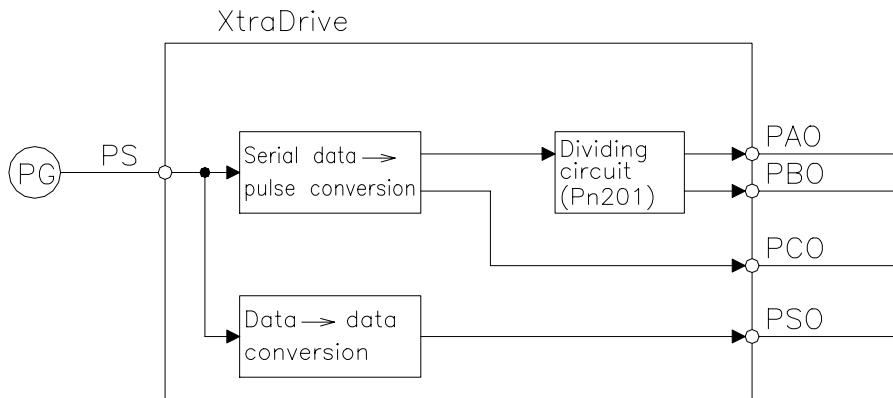 XtraDrive
PG
PS
Serial data →
pulse conversion
Dividing
circuit
(Pn201)
PAO
PBO
PCO
Data → data
conversion
PSO